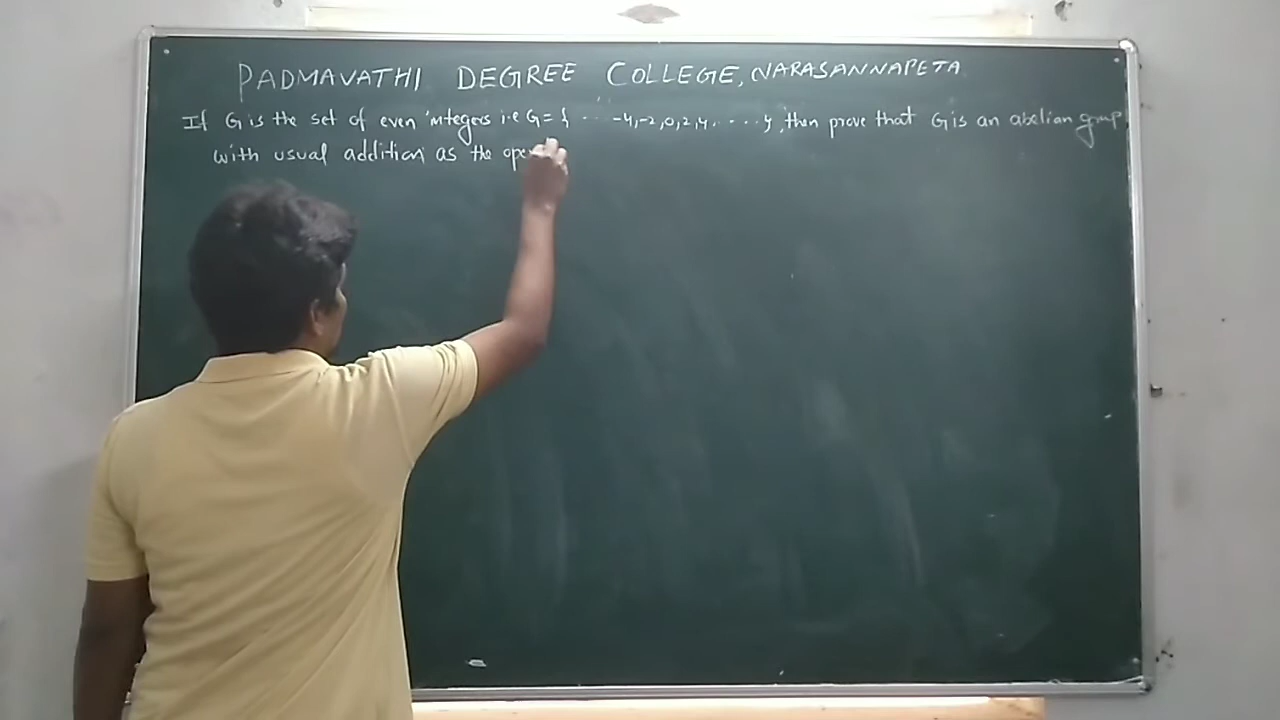 PADMAVATHI DEGREE COLLEGE, NARASANNAPETA
If G is the set of even integers i.e G = { ... -4,-2,0,2,4,.....}, then prove that G is an abelian group
with usual addition as the ope